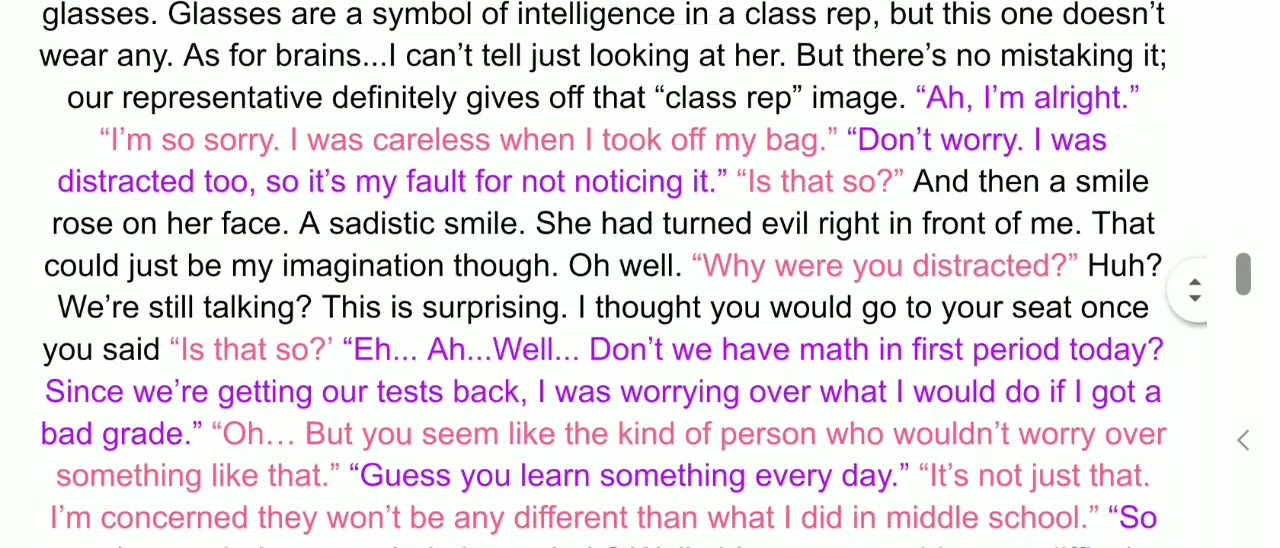 glasses. Glasses are a symbol of intelligence in a class rep, but this one doesn’t
wear any. As for brains...I can’t tell just looking at her. But there’s no mistaking it;
our representative definitely gives off that “class rep” image. “Ah, I’m alright.”
“I’m so sorry. I was careless when I took off my bag.” “Don’t worry. I was
distracted too, so it’s my fault for not noticing it.” “Is that so?” And then a smile
rose on her face. A sadistic smile. She had turned evil right in front of me. That
could just be my imagination though. Oh well. “Why were you distracted?” Huh?
We’re still talking? This is surprising. I thought you would go to your seat once
you said “Is that so?’ “Eh... Ah...Well... Don’t we have math in first period today?
Since we’re getting our tests back, I was worrying over what I would do if I got a
bad grade.” “Oh… But you seem like the kind of person who wouldn’t worry over
something like that.” “Guess you learn something every day.” “It’s not just that.
I’m concerned they won’t be any different than what I did in middle school.” “So